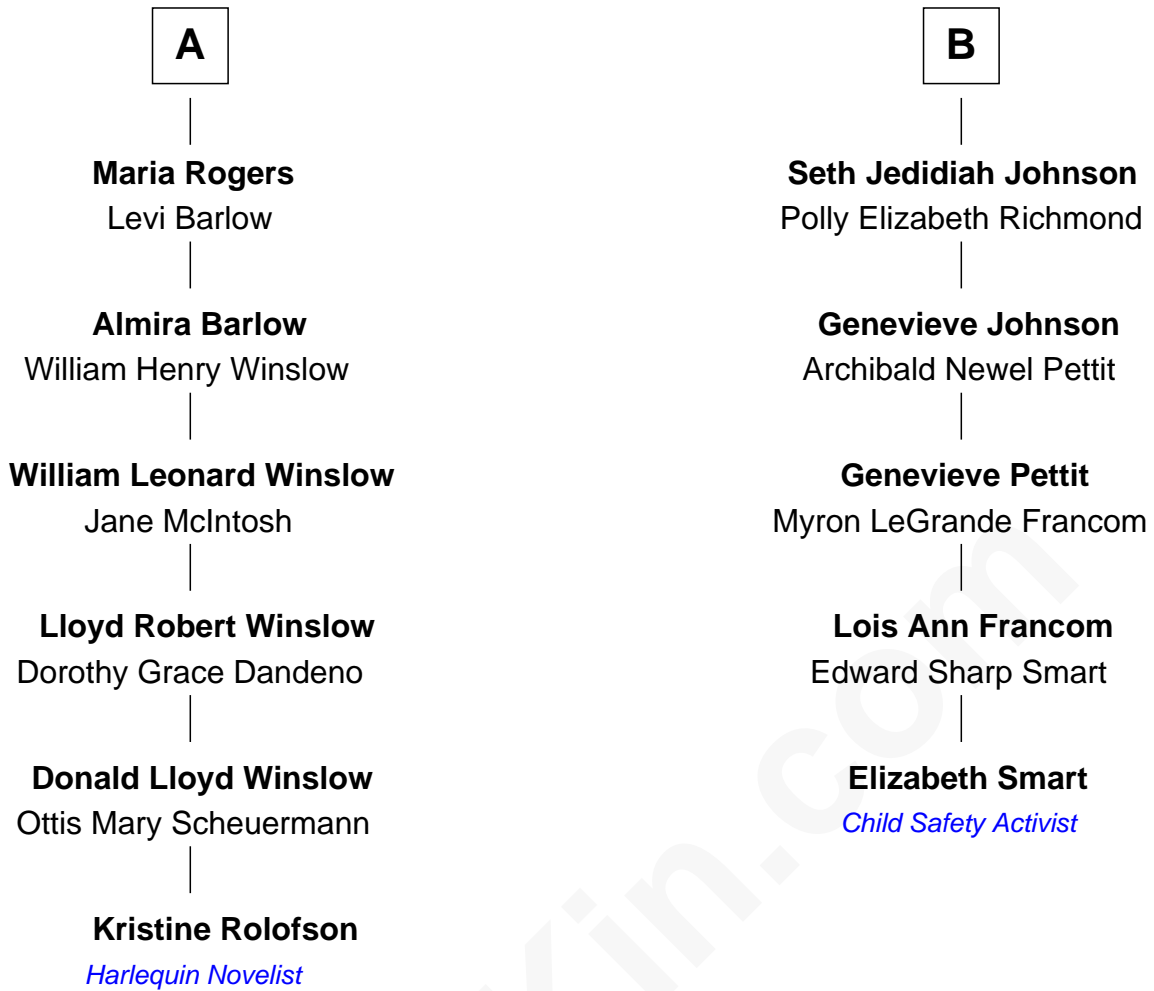 A
Maria Rogers
Levi Barlow
Almira Barlow
William Henry Winslow
William Leonard Winslow
Jane McIntosh
Lloyd Robert Winslow
Dorothy Grace Dandeno
Donald Lloyd Winslow
Ottis Mary Scheuermann
Kristine Rolofson
Harlequin Novelist
B
Seth Jedidiah Johnson
Polly Elizabeth Richmond
Genevieve Johnson
Archibald Newel Pettit
Genevieve Pettit
Myron LeGrande Francom
Lois Ann Francom
Edward Sharp Smart
Elizabeth Smart
Child Safety Activist
Kin.com